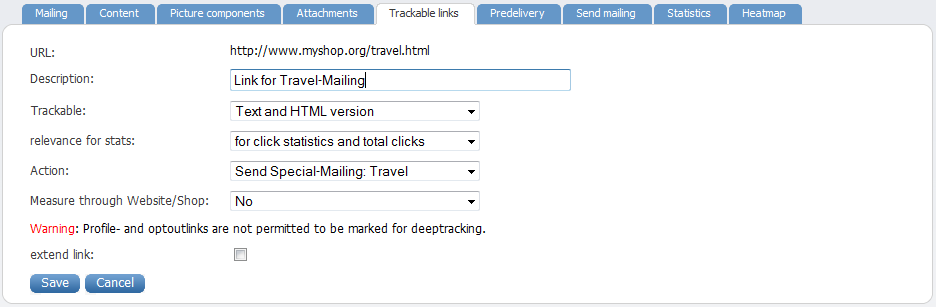 Mailing Content Picture components Attachments Trackable links Predelivery Send mailing Statistics Heatmap
URL: http://www.myshop.org/travel.html
Description: Link for Travel-Mailing
Trackable: Text and HTML version
relevance for stats: for click statistics and total clicks
Action: Send Special-Mailing: Travel
Measure through Website/Shop: No
Warning: Profile- and optoutlinks are not permitted to be marked for deeptracking.
extend link:
Save Cancel